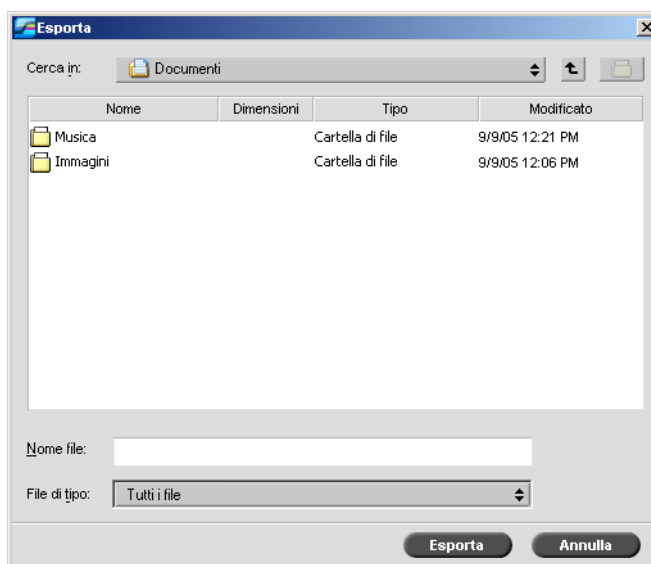 Esporta
Cerca in: Documenti
Nome Dimensioni Tipo Modificato
Musica Cartella di file 9/9/05 12:21 PM
Immagini Cartella di file 9/9/05 12:06 PM
Nome file:
File di tipo: Tutti i file
Esporta Annulla